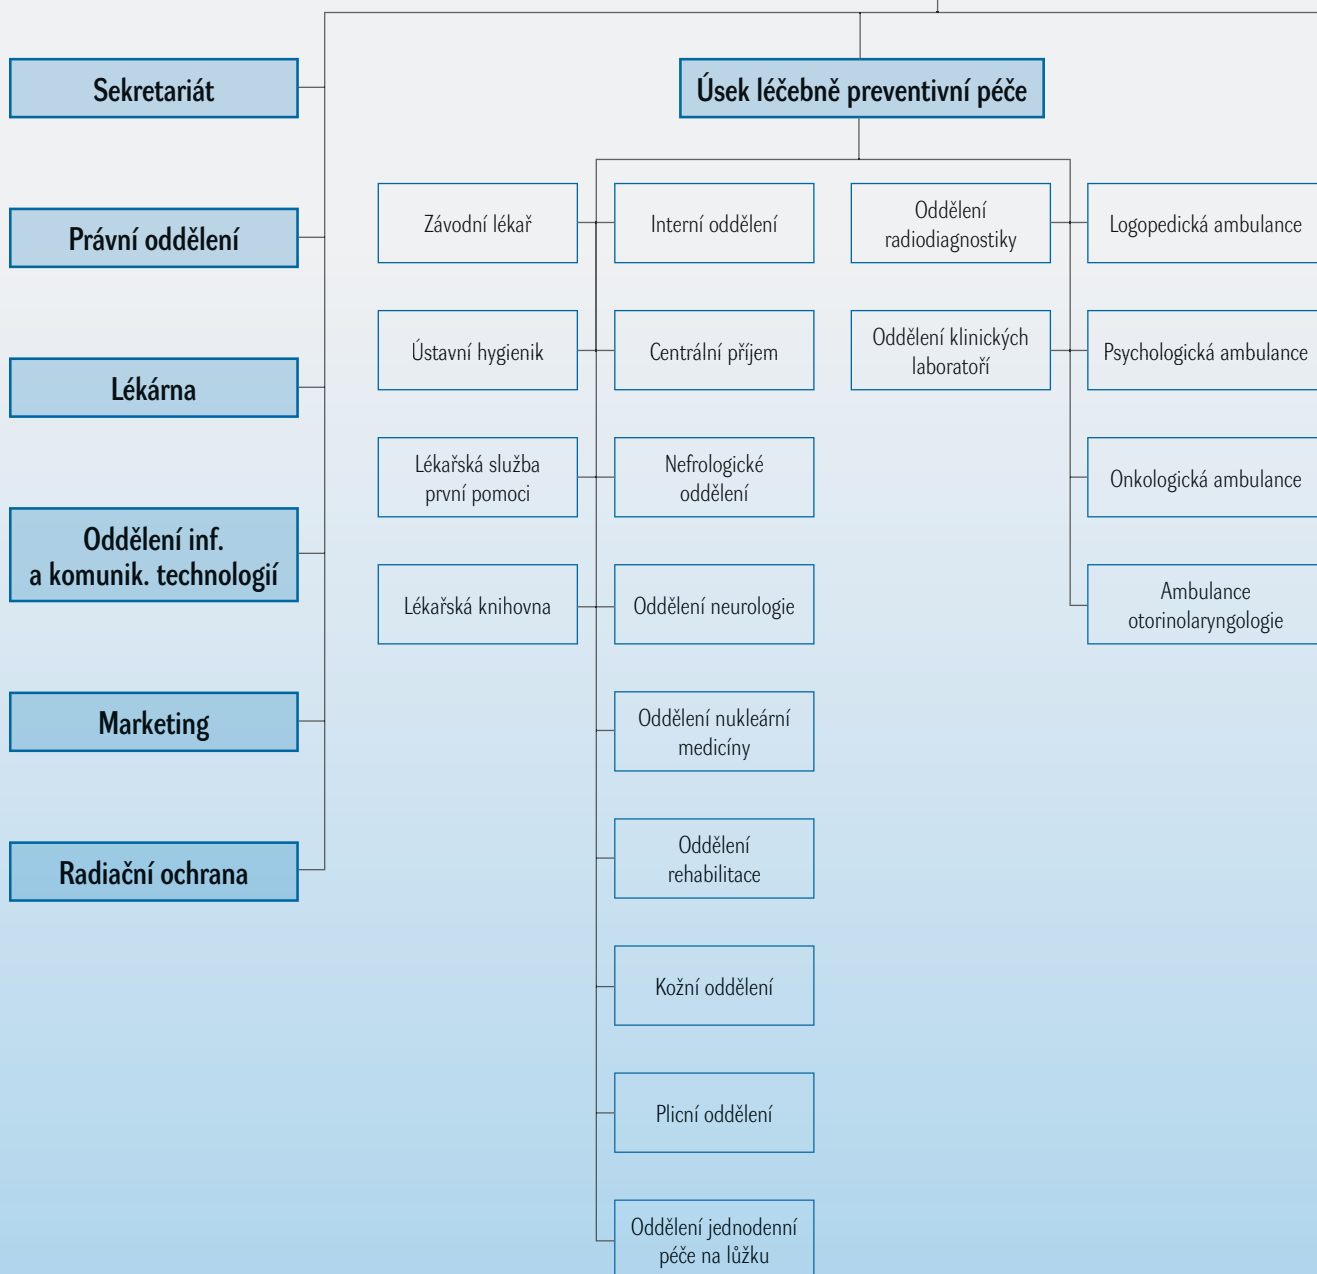 Sekretariát
Právní oddělení
Lékárna
Oddělení inf.
a komunik. technologií
Marketing
Radiační ochrana
Úsek léčebně preventivní péče
Závodní lékař
Ústavní hygienik
Lékařská služba
první pomoci
Lékařská knihovna
Interní oddělení
Centrální příjem
Nefrologické
oddělení
Oddělení neurologie
Oddělení nukleární
medicíny
Oddělení
rehabilitace
Kožní oddělení
Plicní oddělení
Oddělení jednodenní
péče na lůžku
Oddělení
radiodiagnostiky
Oddělení klinických
laboratoří
Logopedická ambulance
Psychologická ambulance
Onkologická ambulance
Ambulance
otorinolaryngologie